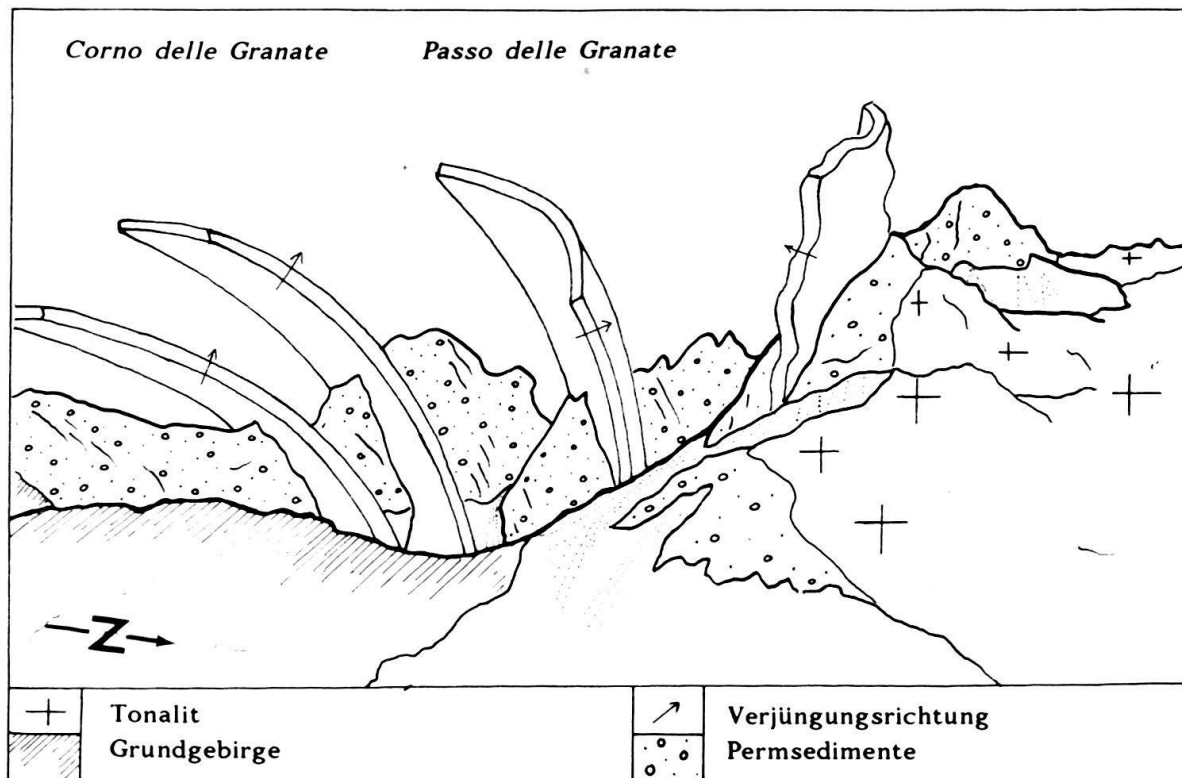 Corno delle Granate Passo delle Granate
N
Tonalit
Grundgebirge
Verjüngungsrichtung
Permsedimente